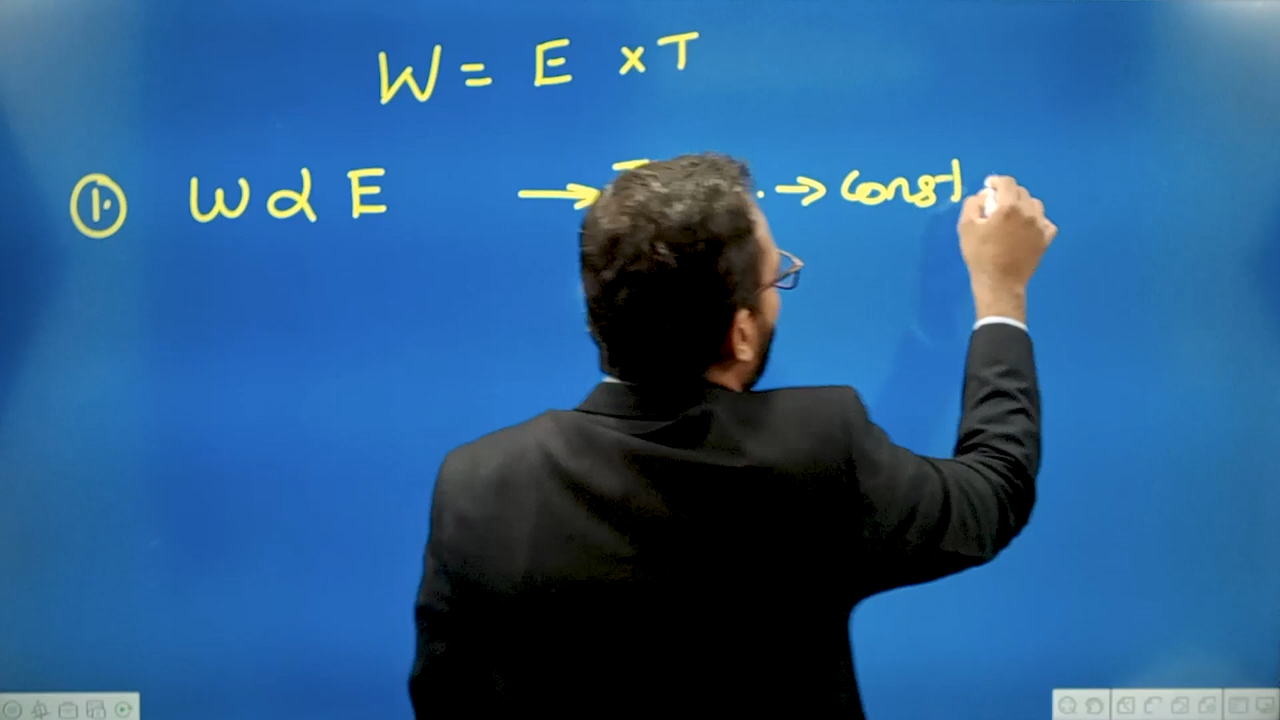 W = E × T
1. W α E → . → const